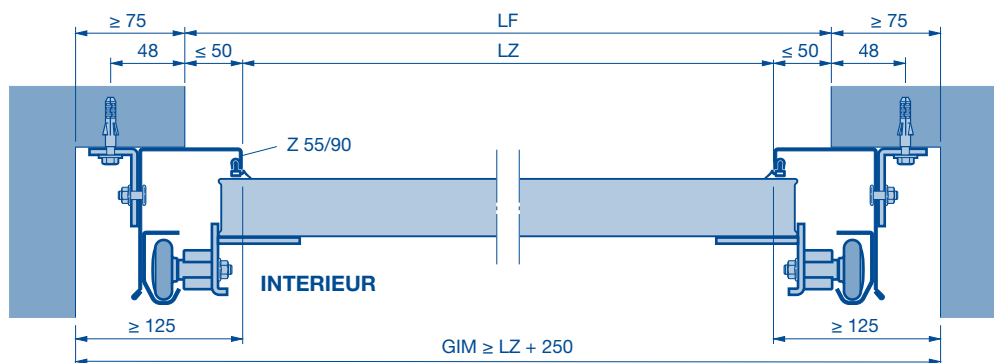 ≥ 75 LF ≥ 75
48 ≤ 50 LZ ≤ 50 48
Z 55/90
INTERIEUR
≥ 125 ≥ 125
GIM ≥ LZ + 250